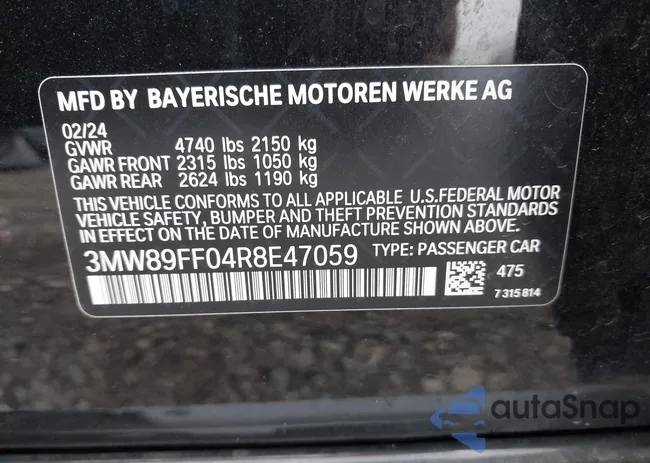 MFD BY BAYERISCHE MOTOREN WERKE AG
02/24
GVWR 4740 lbs 2150 kg
GAWR FRONT 2315 lbs 1050 kg
GAWR REAR 2624 lbs 1190 kg
THIS VEHICLE CONFORMS TO ALL APPLICABLE U.S.FEDERAL MOTOR
VEHICLE SAFETY, BUMPER AND THEFT PREVENTION STANDARDS
IN EFFECT ON THE DATE OF MANUFACTURE SHOWN ABOVE.
3MW89FF04R8E47059 TYPE: PASSENGER CAR
475
7 315 814
autaSnap